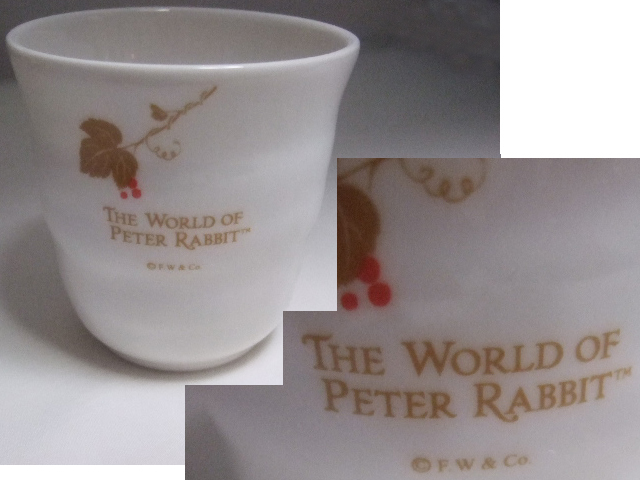 THE WORLD OF
PETER RABBIT™
© F. W & Co.
THE WORLD OF
PETER RABBIT™
© F. W & Co.